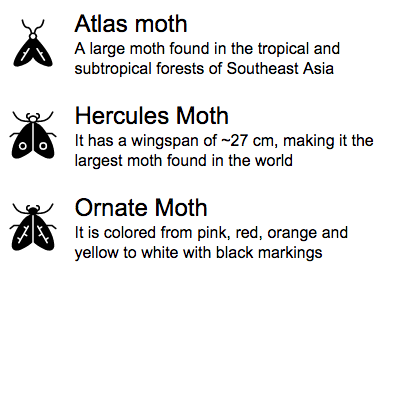 Atlas moth
A large moth found in the tropical and
subtropical forests of Southeast Asia
Hercules Moth
It has a wingspan of ~27 cm, making it the
largest moth found in the world
Ornate Moth
It is colored from pink, red, orange and
yellow to white with black markings